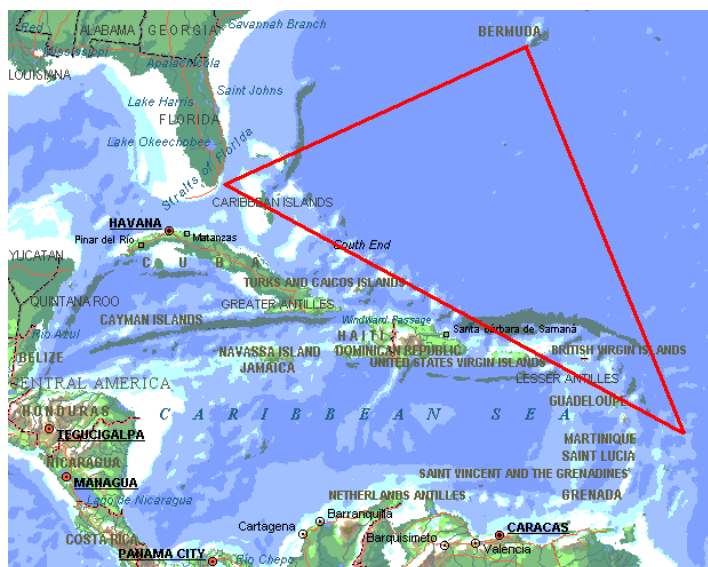 BERMUDA
Savannah Branch
Red
ALABAMA
GEORGIA
Mississippi
Apalachicola
LOUISIANA
Saint Johns
Lake Harris
FLORIDA
Lake Okeechobee
Straits of Florida
CARIBBEAN ISLANDS
HAVANA
Matanzas
Pinar del Río
South End
YUCATAN
CUBA
TURKS AND CAICOS ISLANDS
QUINTANA ROO
GREATER ANTILLES
CAYMAN ISLANDS
Windward Passage
Santa Bárbara de Samaná
Rio Azul
HAITI
BELIZE
NAVASSA ISLAND
DOMINICAN REPUBLIC
BRITISH VIRGIN ISLANDS
JAMAICA
UNITED STATES VIRGIN ISLANDS
CENTRAL AMERICA
LESSER ANTILLES
GUADELOUPE
HONDURAS
CARIBBEAN SEA
TEGUCIGALPA
MARTINIQUE
SAINT LUCIA
NICARAGUA
SAINT VINCENT AND THE GRENADINES
MANAGUA
Lago de Nicaragua
NETHERLANDS ANTILLES
GRENADA
Barranquilla
Cartagena
CARACAS
COSTA RICA
Barquisimeto
Valencia
PANAMA CITY
Rio Chepo